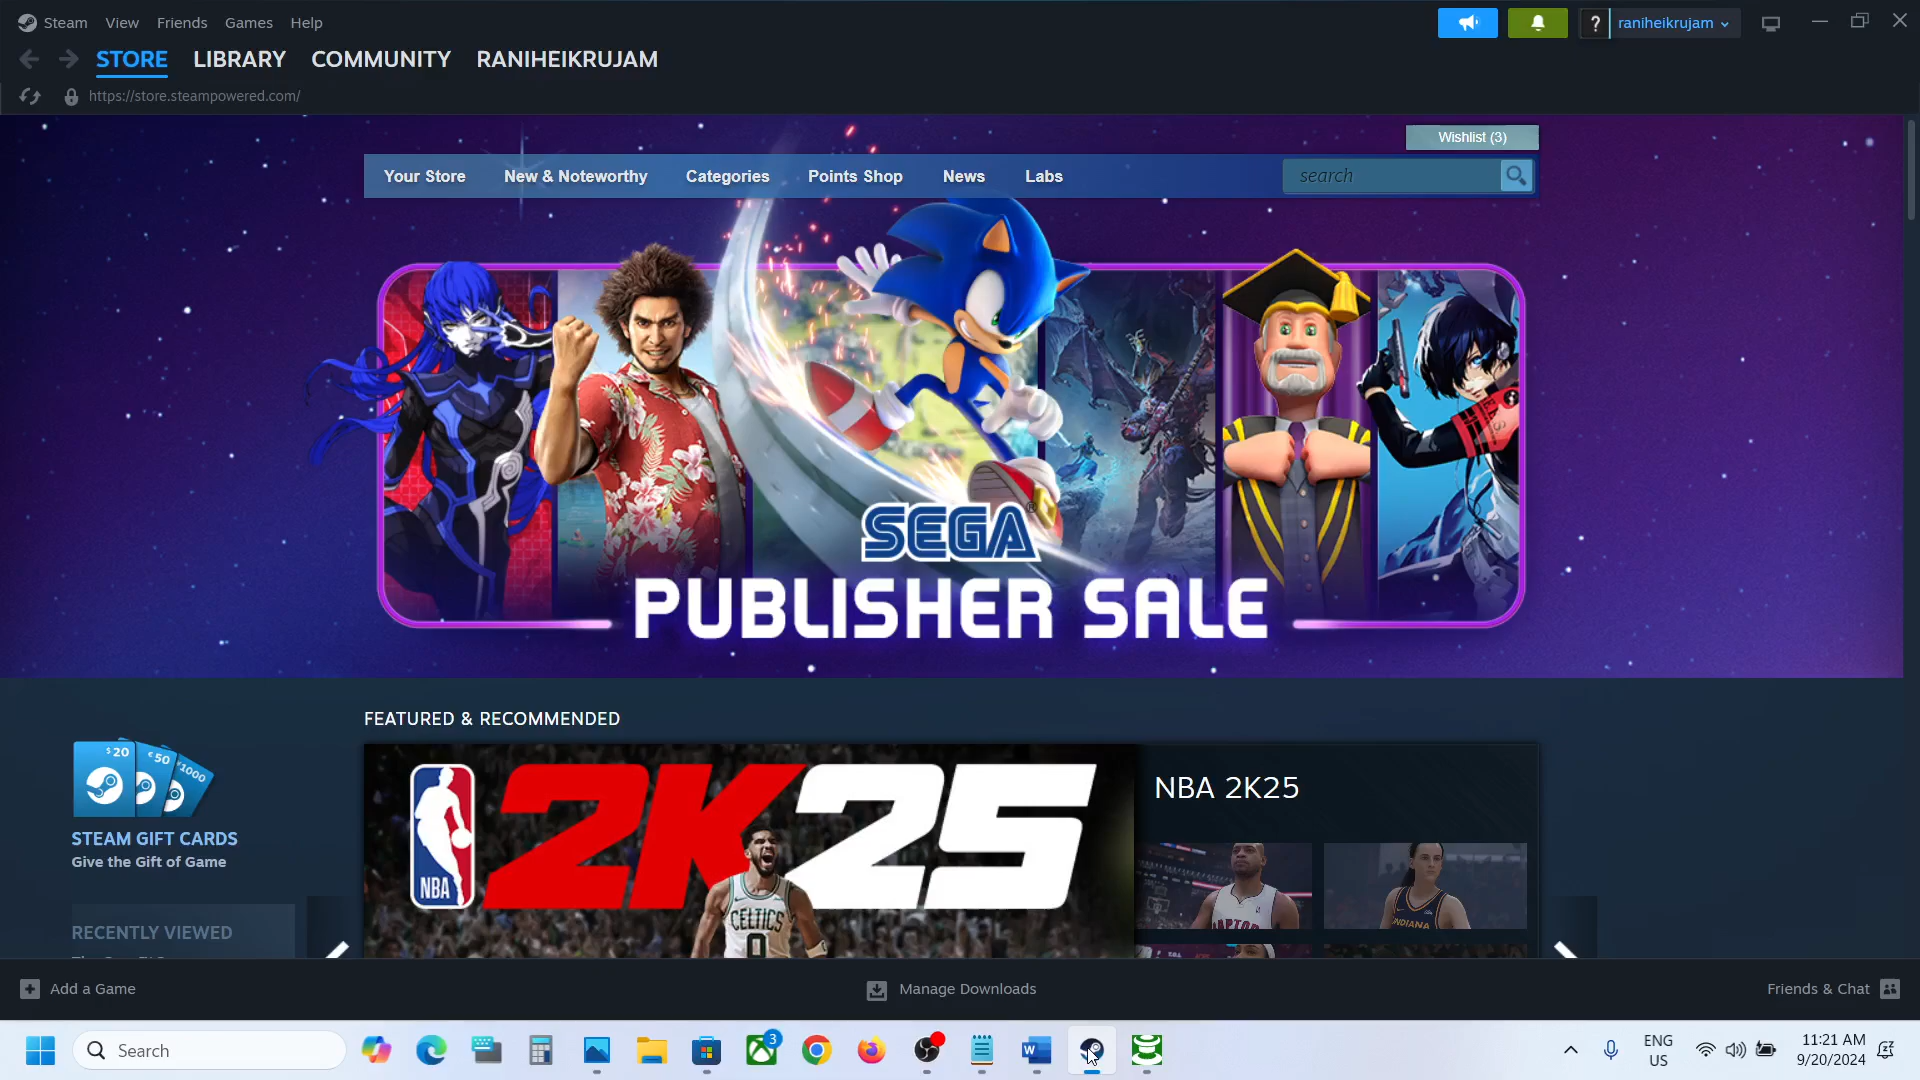 Steam View Friends Games Help
? raniheikrujam
STORE LIBRARY COMMUNITY RANIHEIKRUJAM
https://store.steampowered.com/
Wishlist (3)
Your Store New & Noteworthy Categories Points Shop News Labs search
SEGA®
PUBLISHER SALE
FEATURED & RECOMMENDED
$20 €50 1000
STEAM GIFT CARDS
Give the Gift of Game
RECENTLY VIEWED
NBA
2K25
CELTICS
0
NBA 2K25
INDIANA
Add a Game Manage Downloads Friends & Chat
Search
3
W
ENG
US
11:21 AM
9/20/2024